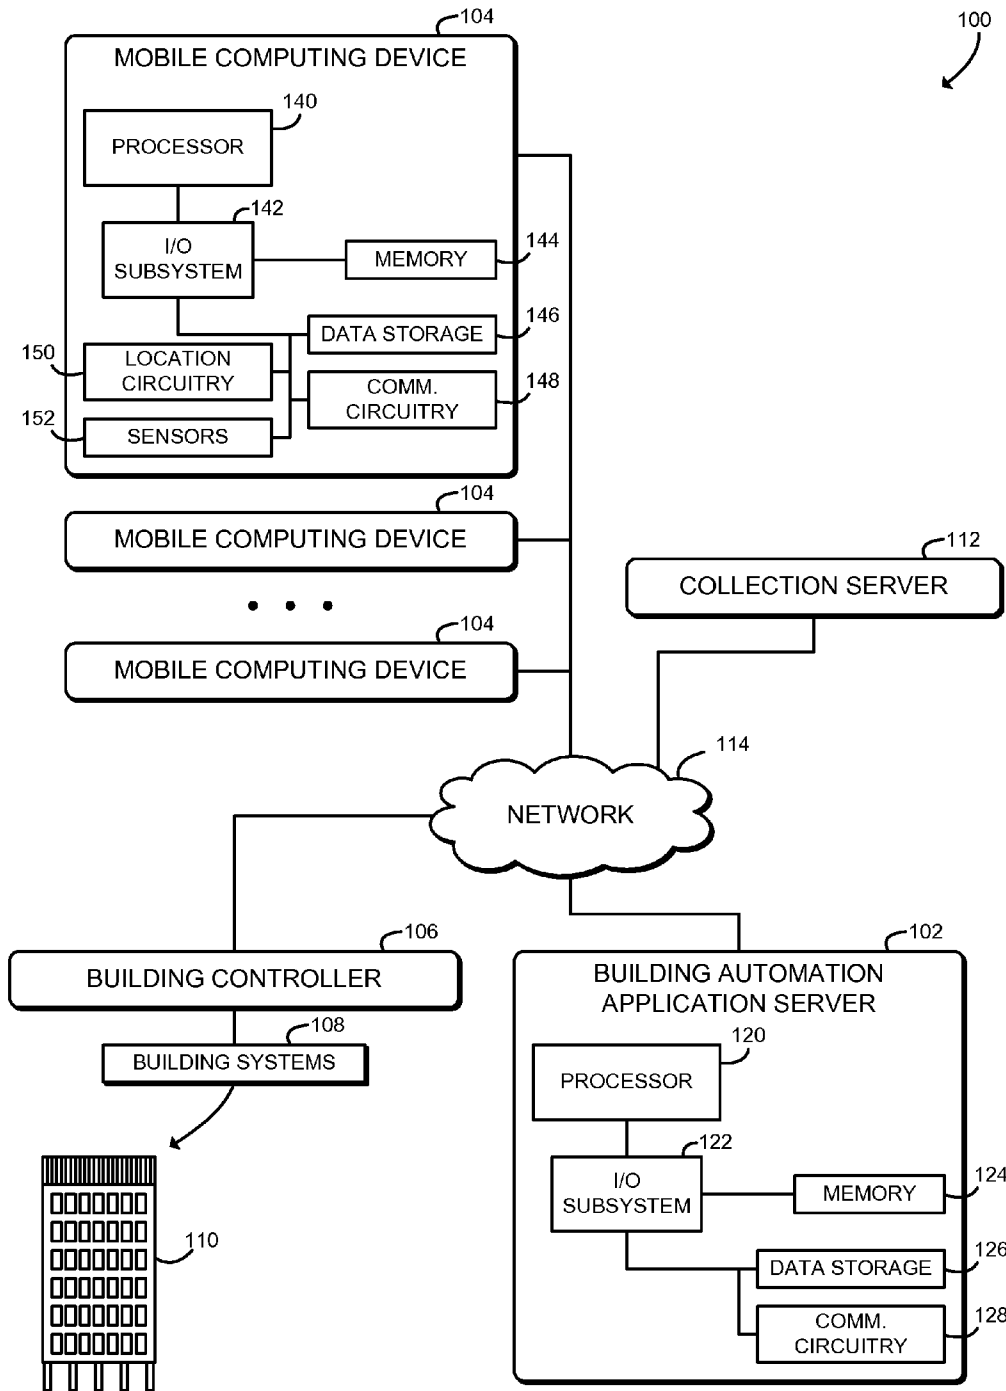 104
100
MOBILE COMPUTING DEVICE
140
PROCESSOR
142
I/O
SUBSYSTEM
144
MEMORY
146
DATA STORAGE
150
LOCATION
CIRCUITRY
148
COMM.
CIRCUITRY
152
SENSORS
104
MOBILE COMPUTING DEVICE
112
COLLECTION SERVER
104
MOBILE COMPUTING DEVICE
114
NETWORK
106
BUILDING CONTROLLER
108
BUILDING SYSTEMS
110
102
BUILDING AUTOMATION
APPLICATION SERVER
120
PROCESSOR
122
I/O
SUBSYSTEM
124
MEMORY
126
DATA STORAGE
128
COMM.
CIRCUITRY